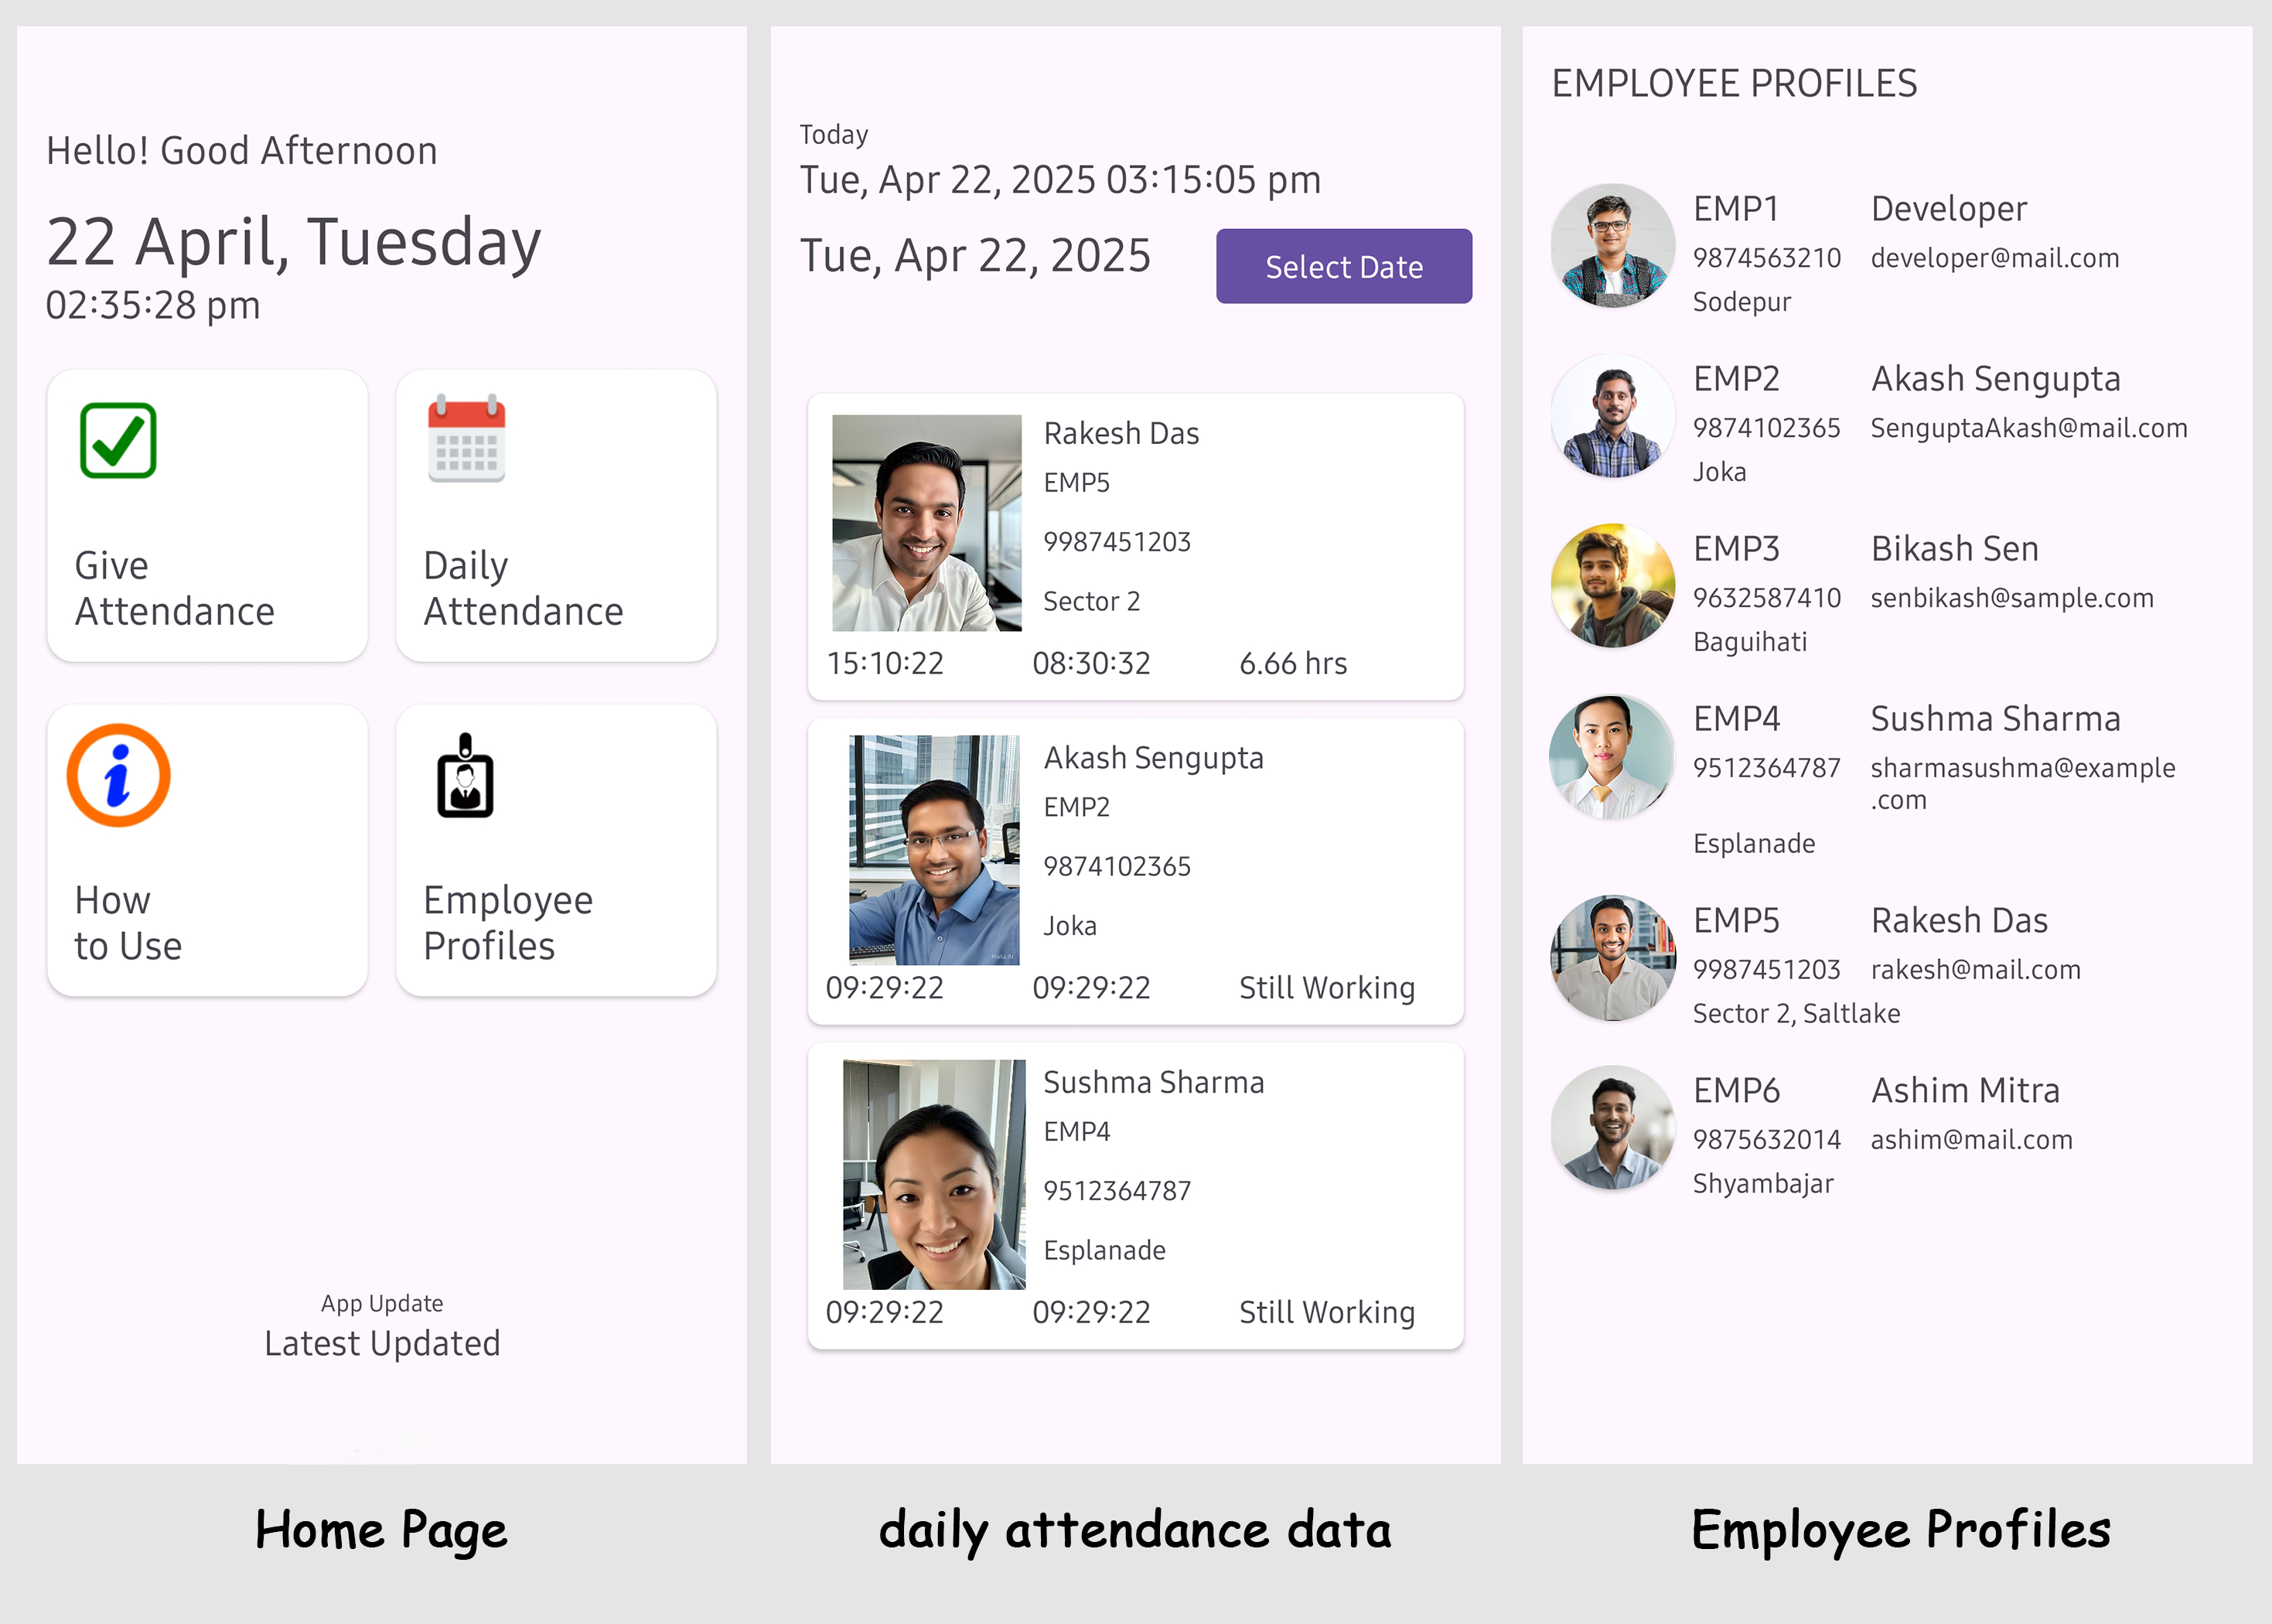 Hello! Good Afternoon
22 April, Tuesday
02:35:28 pm
Give
Attendance
Daily
Attendance
How
to Use
Employee
Profiles
App Update
Latest Updated
Home Page
Today
Tue, Apr 22, 2025 03:15:05 pm
Tue, Apr 22, 2025
Select Date
Rakesh Das
EMP5
9987451203
Sector 2
15:10:22 08:30:32 6.66 hrs
Akash Sengupta
EMP2
9874102365
Joka
Meta AI
09:29:22 09:29:22 Still Working
Sushma Sharma
EMP4
9512364787
Esplanade
09:29:22 09:29:22 Still Working
daily attendance data
EMPLOYEE PROFILES
EMP1 Developer
9874563210 developer@mail.com
Sodepur
EMP2 Akash Sengupta
9874102365 SenguptaAkash@mail.com
Joka
EMP3 Bikash Sen
9632587410 senbikash@sample.com
Baguihati
EMP4 Sushma Sharma
9512364787 sharmasushma@example
.com
Esplanade
EMP5 Rakesh Das
9987451203 rakesh@mail.com
Sector 2, Saltlake
EMP6 Ashim Mitra
9875632014 ashim@mail.com
Shyambajar
Employee Profiles